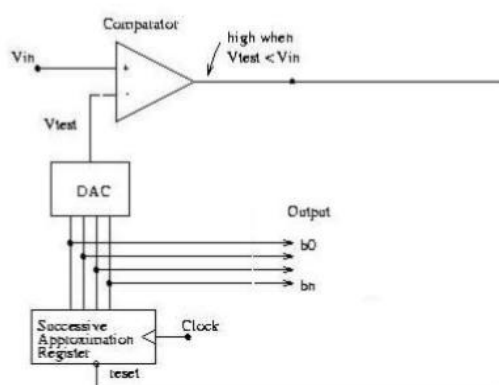 Comparator
Vin
+
-
high when
Vtest < Vin
Vtest
DAC
Output
b0
bn
Successive
Approximation
Register
Clock
reset